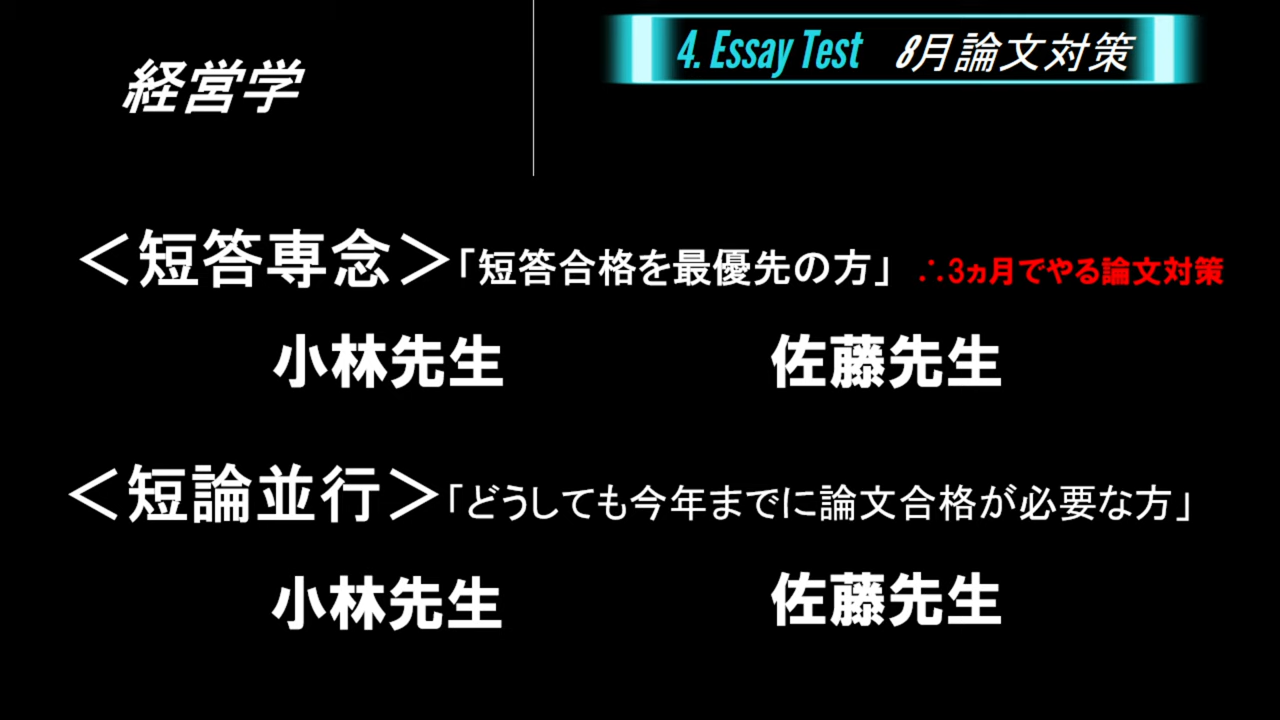 経営学
4. Essay Test 8月論文対策
＜短答専念＞「短答合格を最優先の方」 ∴3ヵ月でやる論文対策
小林先生 佐藤先生
＜短論並行＞「どうしても今年までに論文合格が必要な方」
小林先生 佐藤先生